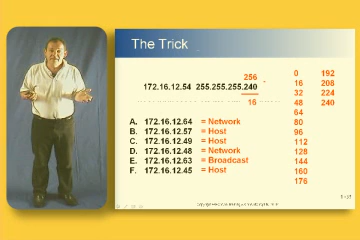 The Trick
256 -
172.16.12.54 255.255.255.240
16
A. 172.16.12.64 = Network
B. 172.16.12.57 = Host
C. 172.16.12.49 = Host
D. 172.16.12.48 = Network
E. 172.16.12.63 = Broadcast
F. 172.16.12.45 = Host
0 192
16 208
32 224
48 240
64
80
96
112
128
144
160
176